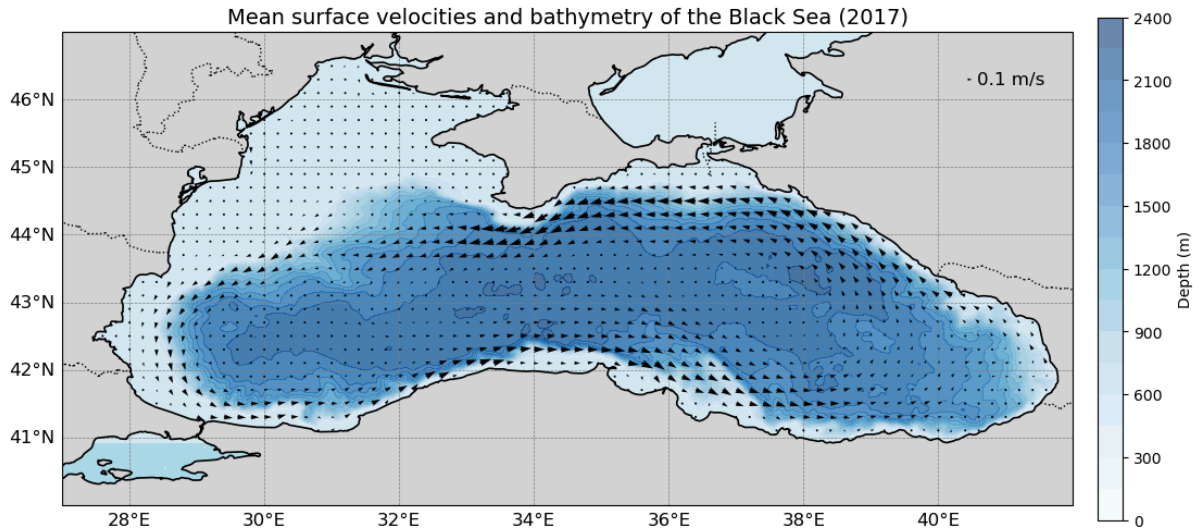 Mean surface velocities and bathymetry of the Black Sea (2017)
0.1 m/s
46°N
45°N
44°N
43°N
42°N
41°N
28°E
30°E
32°E
34°E
36°E
38°E
40°E
2400
2100
1800
1500
1200
900
600
300
0
Depth (m)